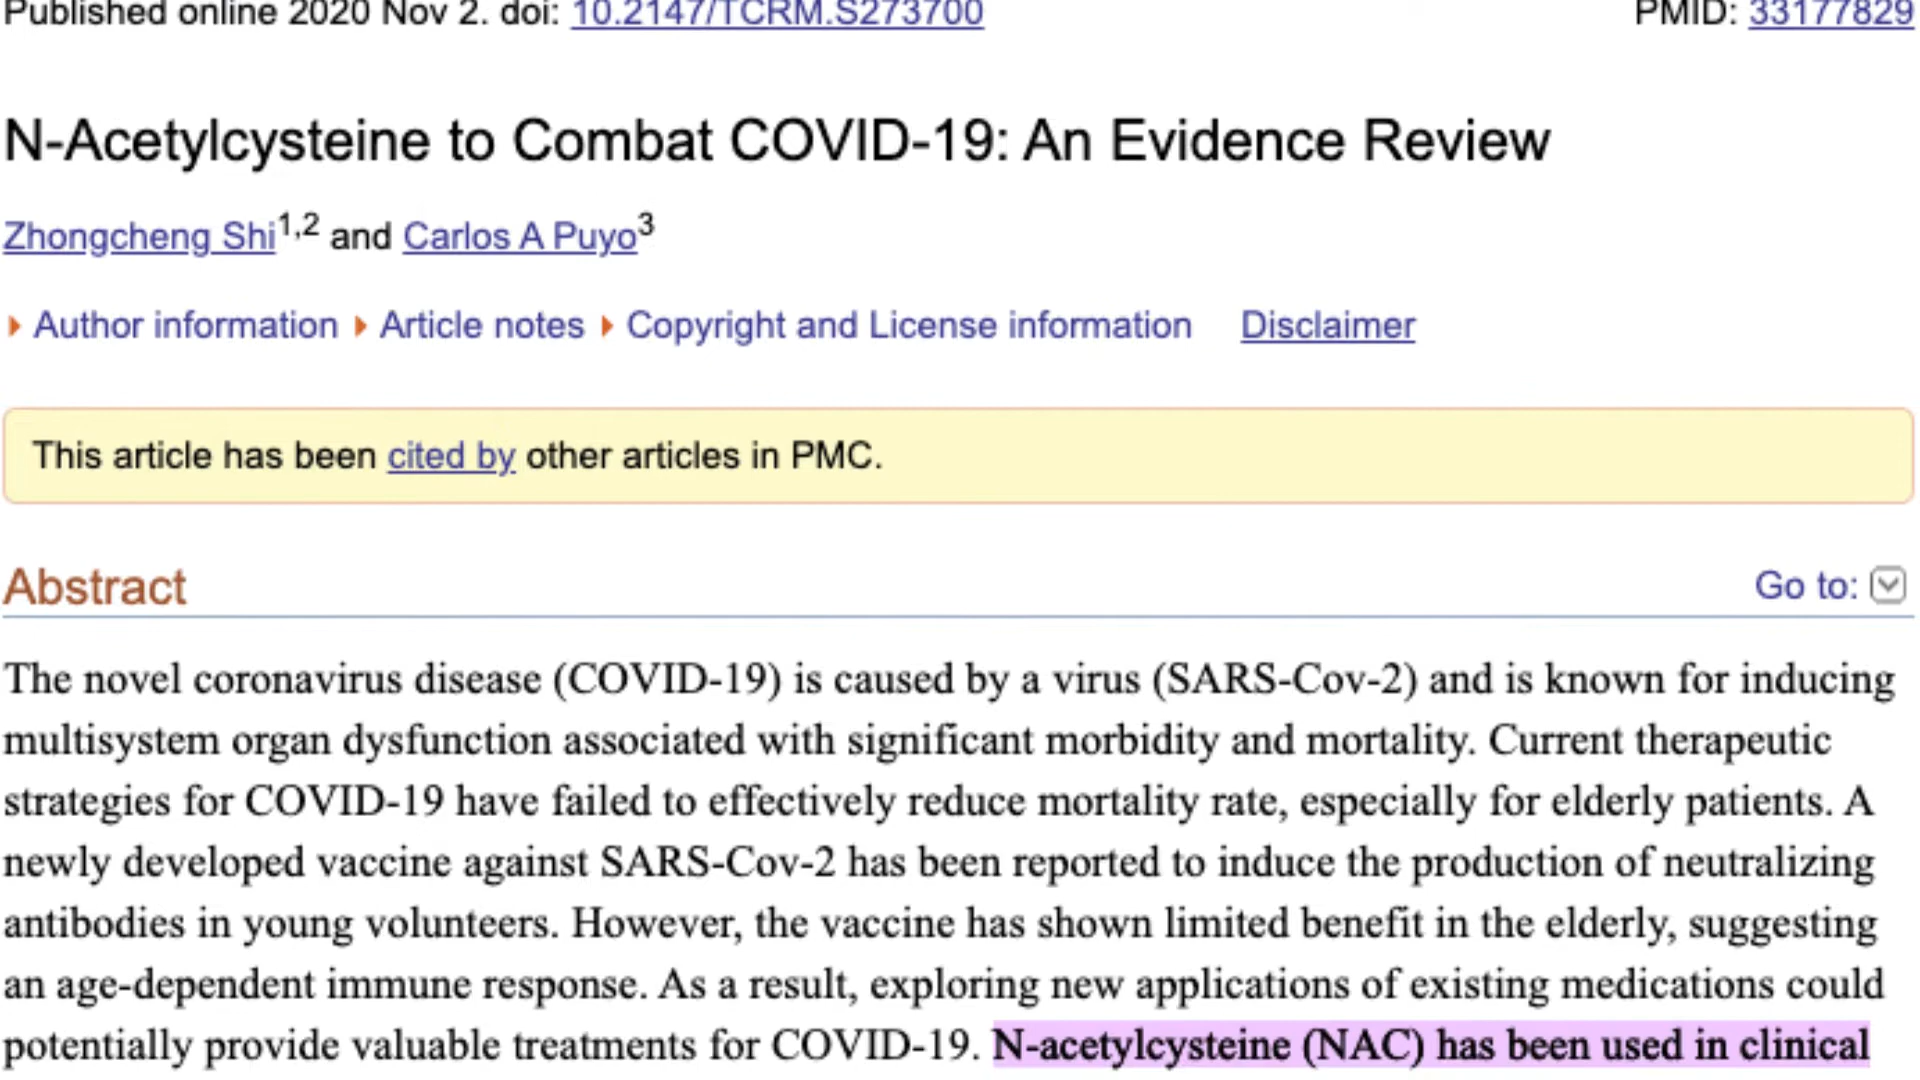 Published online 2020 Nov 2. doi: 10.2147/TCRM.S273700 PMID: 33177829
N-Acetylcysteine to Combat COVID-19: An Evidence Review
Zhongcheng Shi1,2 and Carlos A Puyo3
Author information Article notes Copyright and License information Disclaimer
This article has been cited by other articles in PMC.
Abstract Go to:
The novel coronavirus disease (COVID-19) is caused by a virus (SARS-Cov-2) and is known for inducing
multisystem organ dysfunction associated with significant morbidity and mortality. Current therapeutic
strategies for COVID-19 have failed to effectively reduce mortality rate, especially for elderly patients. A
newly developed vaccine against SARS-Cov-2 has been reported to induce the production of neutralizing
antibodies in young volunteers. However, the vaccine has shown limited benefit in the elderly, suggesting
an age-dependent immune response. As a result, exploring new applications of existing medications could
potentially provide valuable treatments for COVID-19. N-acetylcysteine (NAC) has been used in clinical